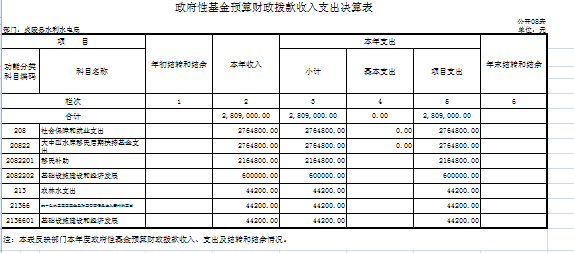 政府性基金预算财政拨款收入支出决算表
公开08表
部门：炎陵县水利水电局 单位：元
项 目 年初结转和结余 本年收入 本年支出 年末结转和结余
功能分类科目编码 科目名称 小计 基本支出 项目支出
栏次 1 2 3 4 5 6
合计 2,809,000.00 2,809,000.00 0.00 2,809,000.00
208 社会保障和就业支出 2764800.00 2764800.00 0.00 2764800.00
20822 大中型水库移民后期扶持基金支出 2764800.00 2764800.00 0.00 2764800.00
2082201 移民补助 2164800.00 2164800.00 2164800.00
2082202 基础设施建设和经济发展 600000.00 600000.00 600000.00
213 农林水支出 44200.00 44200.00 44200.00
21366 44200.00 44200.00 44200.00
2136601 基础设施建设和经济发展 44200.00 44200.00 44200.00
注：本表反映部门本年度政府性基金预算财政拨款收入、支出及结转和结余情况。